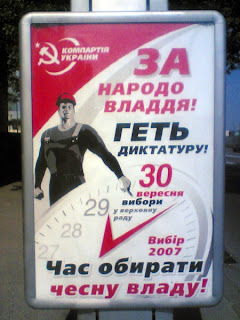 КОМПАРТІЯ
УКРАЇНИ
ЗА
НАРОДО
ВЛАДДЯ!
ГЕТЬ
ДИКТАТУРУ!
30
вересня
вибори
у верховну
раду
29
28
27
Вибір
2007
Час обирати
чесну владу!